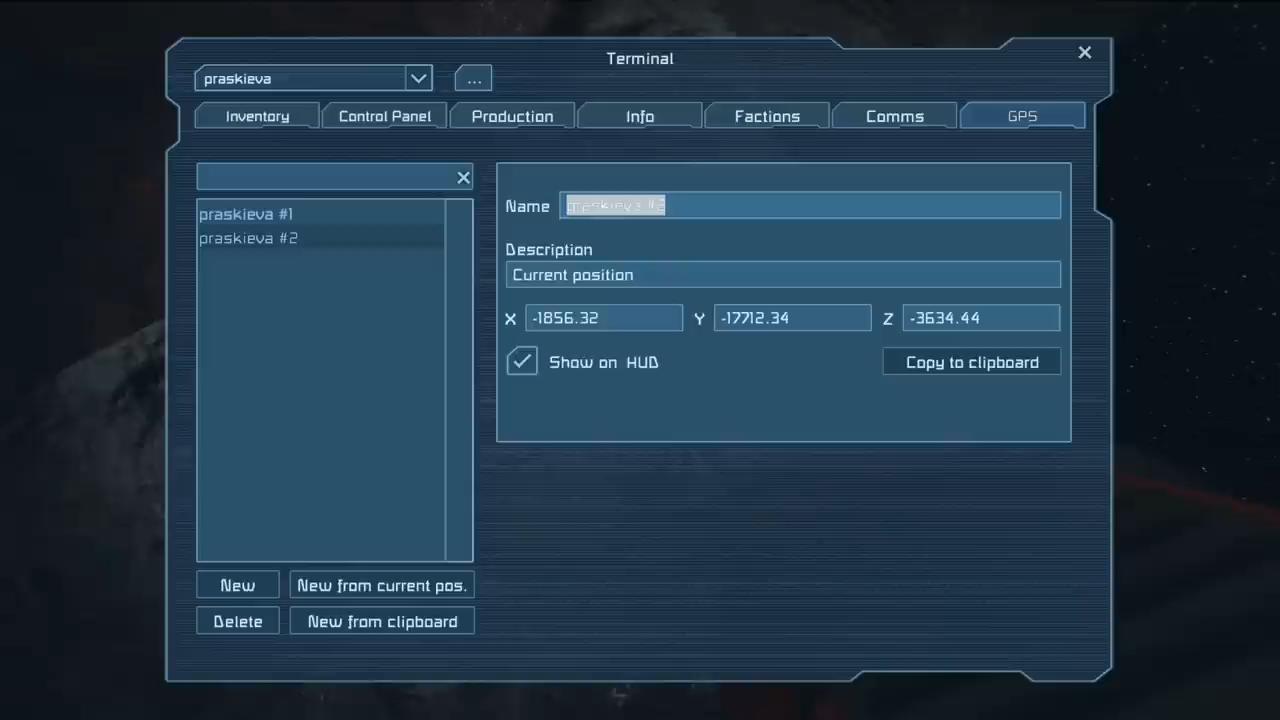 Terminal
praskieva
...
Inventory
Control Panel
Production
Info
Factions
Comms
GPS
praskieva #1
praskieva #2
Name praskieva #2
Description
Current position
X -1856.32 Y -17712.34 Z -3634.44
Show on HUD
Copy to clipboard
New
New from current pos.
Delete
New from clipboard